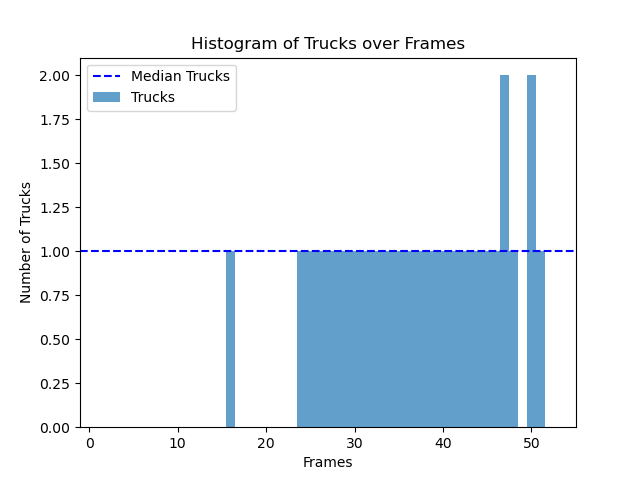 Histogram of Trucks over Frames
Median Trucks
Trucks
2.00
1.75
1.50
1.25
1.00
0.75
0.50
0.25
0.00
Number of Trucks
0 10 20 30 40 50
Frames